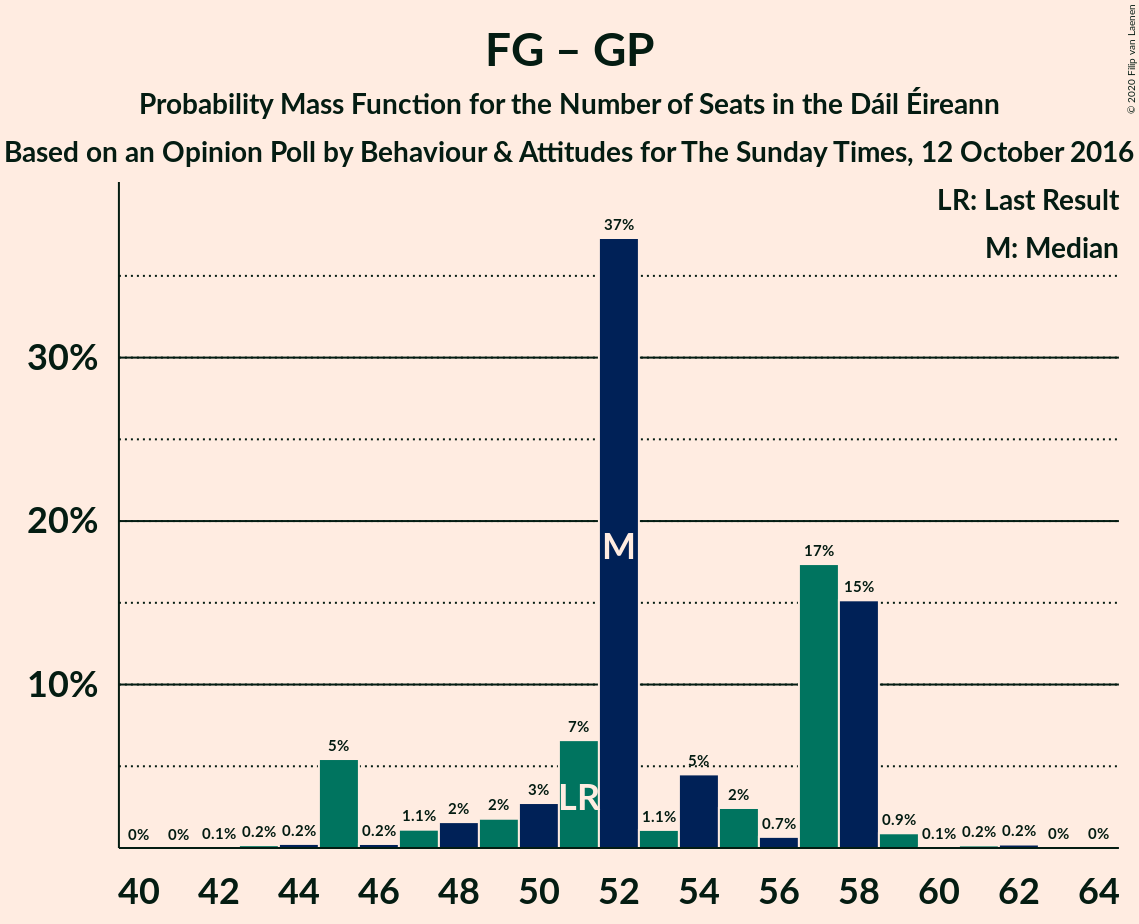 FG – GP
Probability Mass Function for the Number of Seats in the Dáil Éireann
Based on an Opinion Poll by Behaviour & Attitudes for The Sunday Times, 12 October 2016
© 2020 Filip van Laenen
LR: Last Result
M: Median
30%
20%
10%
0% 0% 0.1% 0.2% 0.2% 5% 0.2% 1.1% 2% 2% 3% 7% 37% 1.1% 5% 2% 0.7% 17% 15% 0.9% 0.1% 0.2% 0.2% 0% 0%
LR
M
40 42 44 46 48 50 52 54 56 58 60 62 64